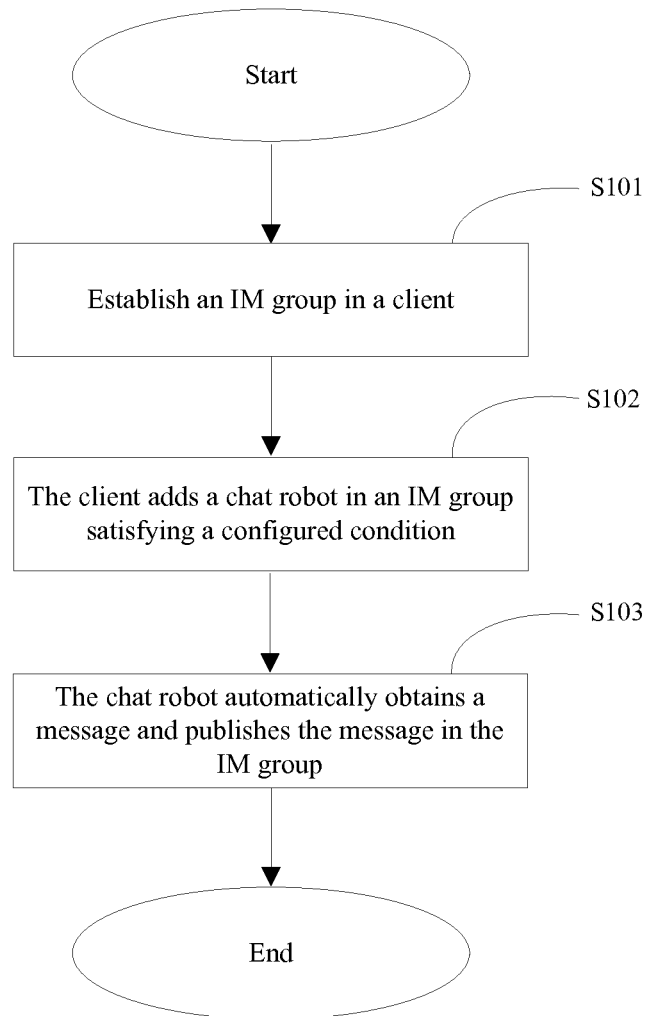 Start
S101
Establish an IM group in a client
S102
The client adds a chat robot in an IM group
satisfying a configured condition
S103
The chat robot automatically obtains a
message and publishes the message in the
IM group
End